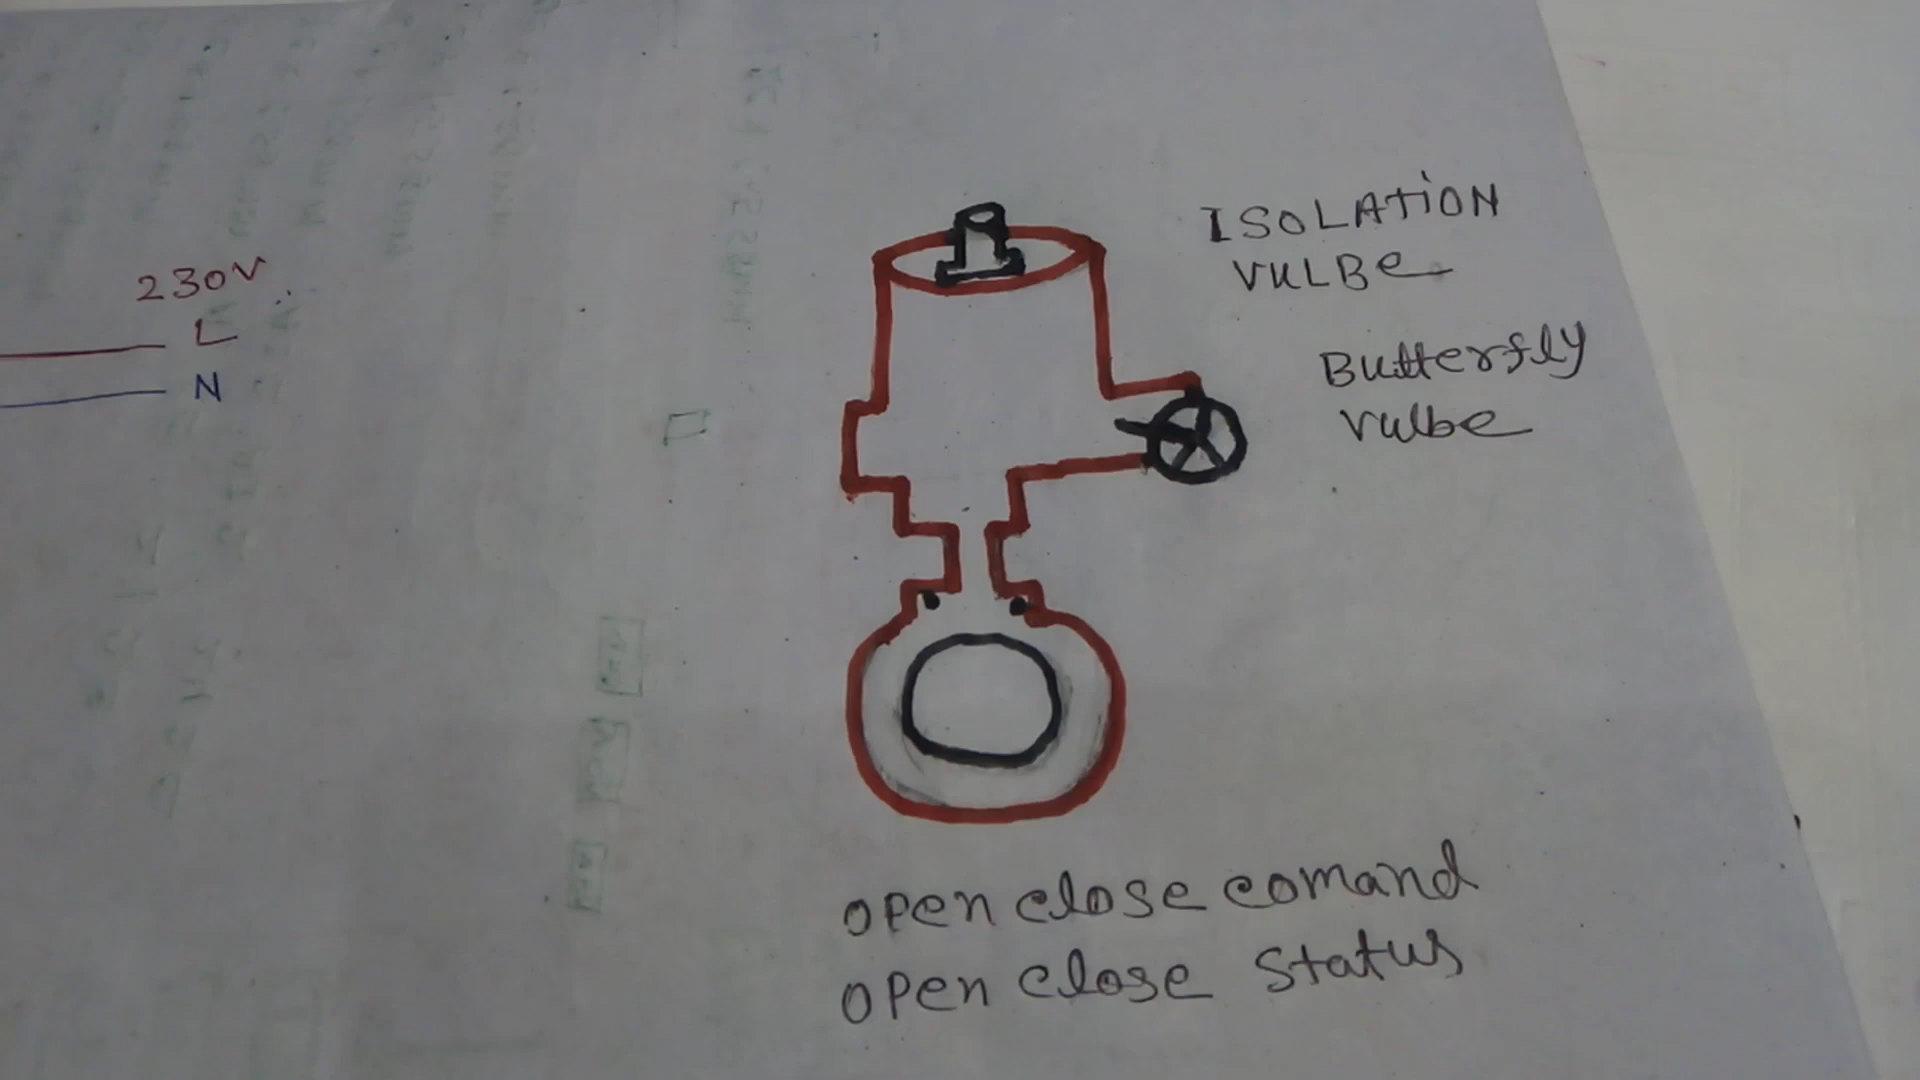 230V
L
N
ISOLATION
VULBe
Butterfly
vulbe
open close comand
open close status